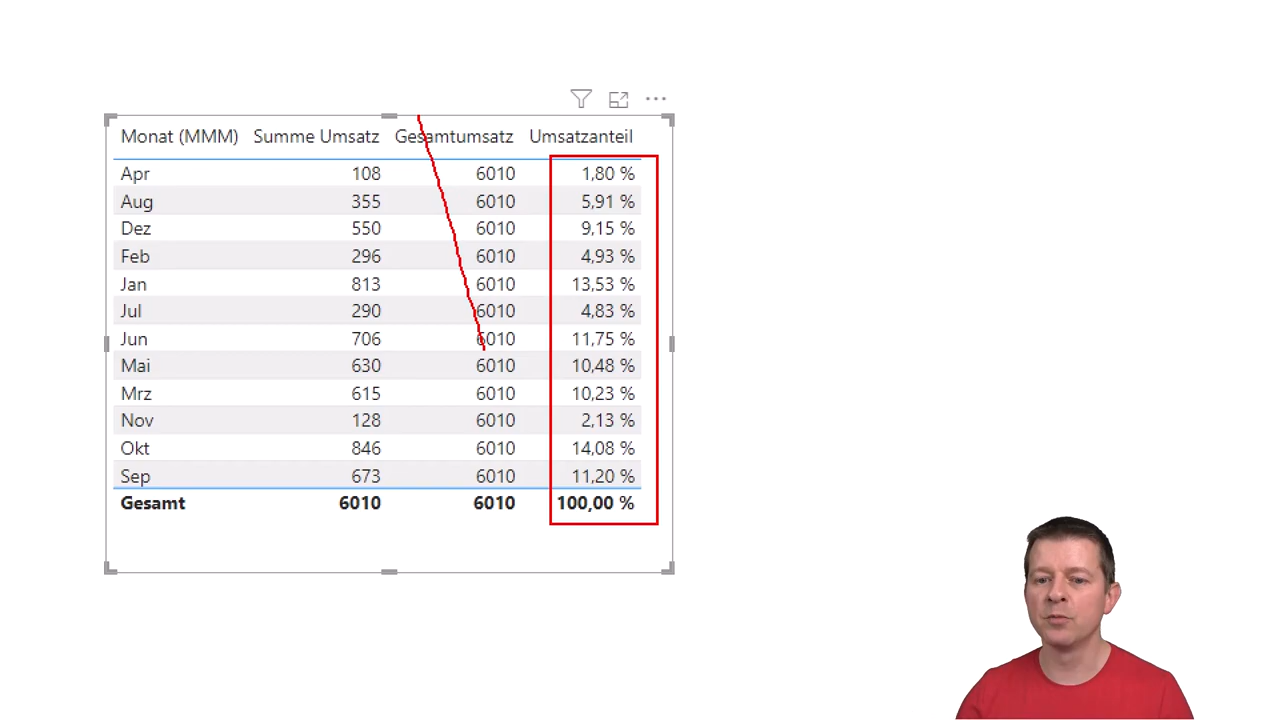 Monat (MMM) Summe Umsatz Gesamtumsatz Umsatzanteil
Apr 108 6010 1,80 %
Aug 355 6010 5,91 %
Dez 550 6010 9,15 %
Feb 296 6010 4,93 %
Jan 813 6010 13,53 %
Jul 290 6010 4,83 %
Jun 706 6010 11,75 %
Mai 630 6010 10,48 %
Mrz 615 6010 10,23 %
Nov 128 6010 2,13 %
Okt 846 6010 14,08 %
Sep 673 6010 11,20 %
Gesamt 6010 6010 100,00 %